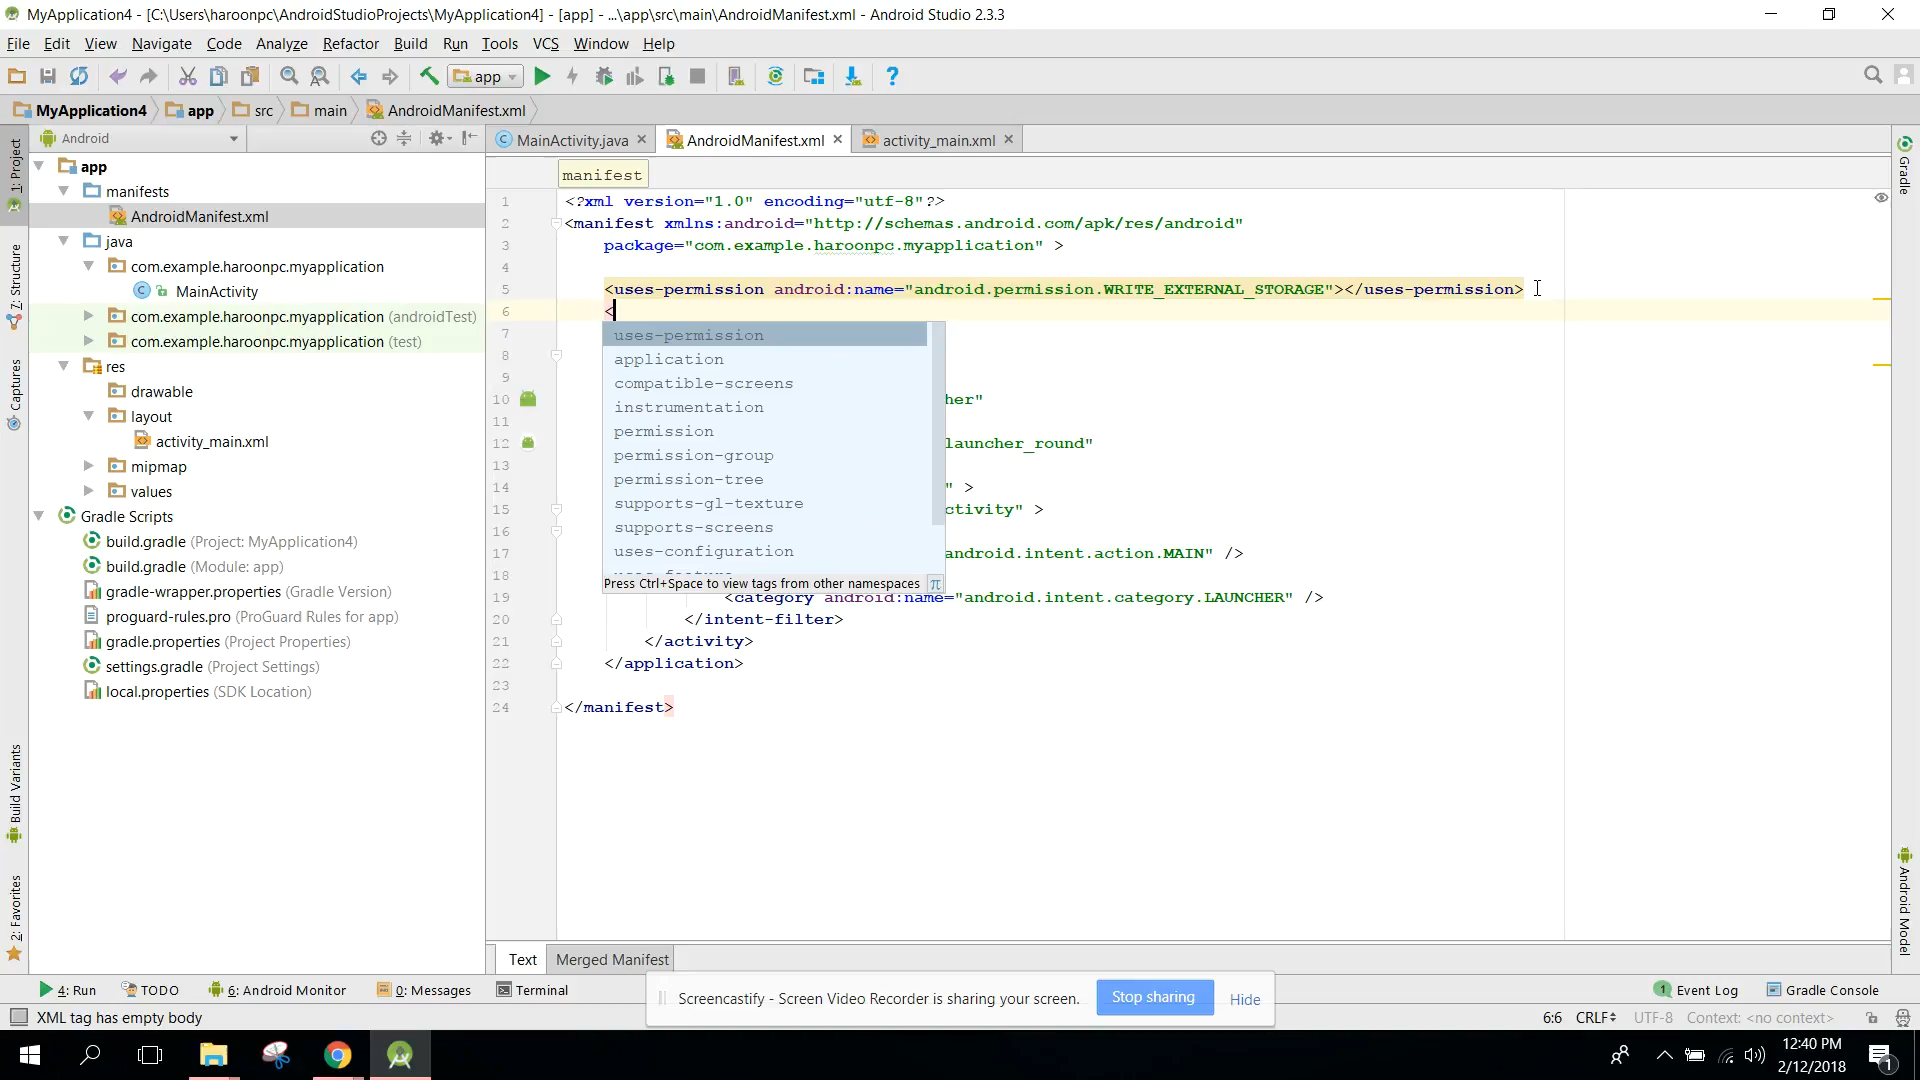 MyApplication4 - [C:\Users\haroonpc\AndroidStudioProjects\MyApplication4] - [app] - ...\app\src\main\AndroidManifest.xml - Android Studio 2.3.3
File Edit View Navigate Code Analyze Refactor Build Run Tools VCS Window Help
app
MyApplication4 app src main AndroidManifest.xml
Android
MainActivity.java AndroidManifest.xml activity_main.xml
1: Project
7: Structure
Captures
Build Variants
2: Favorites
app
manifests
AndroidManifest.xml
java
com.example.haroonpc.myapplication
MainActivity
com.example.haroonpc.myapplication (androidTest)
com.example.haroonpc.myapplication (test)
res
drawable
layout
activity_main.xml
mipmap
values
Gradle Scripts
build.gradle (Project: MyApplication4)
build.gradle (Module: app)
gradle-wrapper.properties (Gradle Version)
proguard-rules.pro (ProGuard Rules for app)
gradle.properties (Project Properties)
settings.gradle (Project Settings)
local.properties (SDK Location)
manifest
1 <?xml version="1.0" encoding="utf-8"?>
2 <manifest xmlns:android="http://schemas.android.com/apk/res/android"
3 package="com.example.haroonpc.myapplication" >
4
5 <uses-permission android:name="android.permission.WRITE_EXTERNAL_STORAGE"></uses-permission>
6 <
7
8
9
10 her"
11
12 launcher_round"
13
14 " >
15 ctivity" >
16
17 android.intent.action.MAIN" />
18
19 <category android:name="android.intent.category.LAUNCHER" />
20 </intent-filter>
21 </activity>
22 </application>
23
24 </manifest>
uses-permission
application
compatible-screens
instrumentation
permission
permission-group
permission-tree
supports-gl-texture
supports-screens
uses-configuration
Press Ctrl+Space to view tags from other namespaces π
Gradle
Android Model
Text Merged Manifest
4: Run TODO 6: Android Monitor 0: Messages Terminal
Screencastify - Screen Video Recorder is sharing your screen. Stop sharing Hide
1 Event Log Gradle Console
XML tag has empty body
6:6 CRLF UTF-8 Context: <no context>
12:40 PM
2/12/2018
1